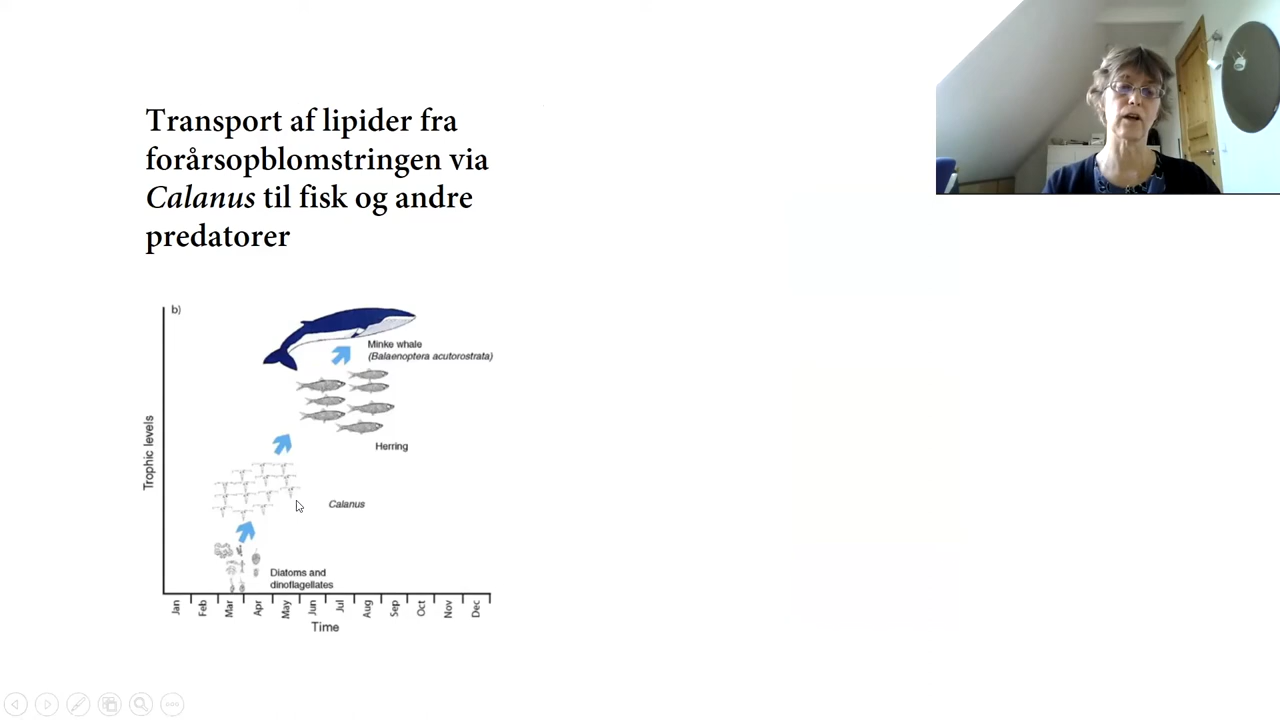 Transport af lipider fra
forårsopblomstringen via
Calanus til fisk og andre
predatorer
b)
Minke whale
(Balaenoptera acutorostrata)
Herring
Calanus
Diatoms and
dinoflagellates
Trophic levels
Jan Feb Mar Apr May Jun Jul Aug Sep Oct Nov Dec
Time